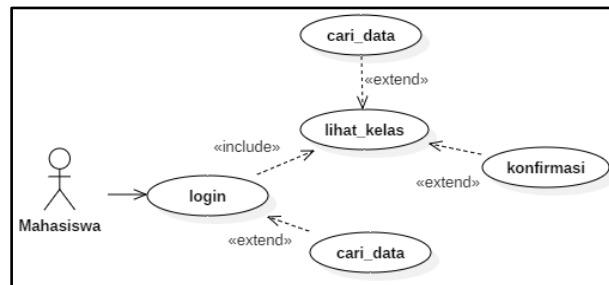 cari_data
«extend»
lihat_kelas
«include»
konfirmasi
«extend»
login
Mahasiswa
«extend»
cari_data